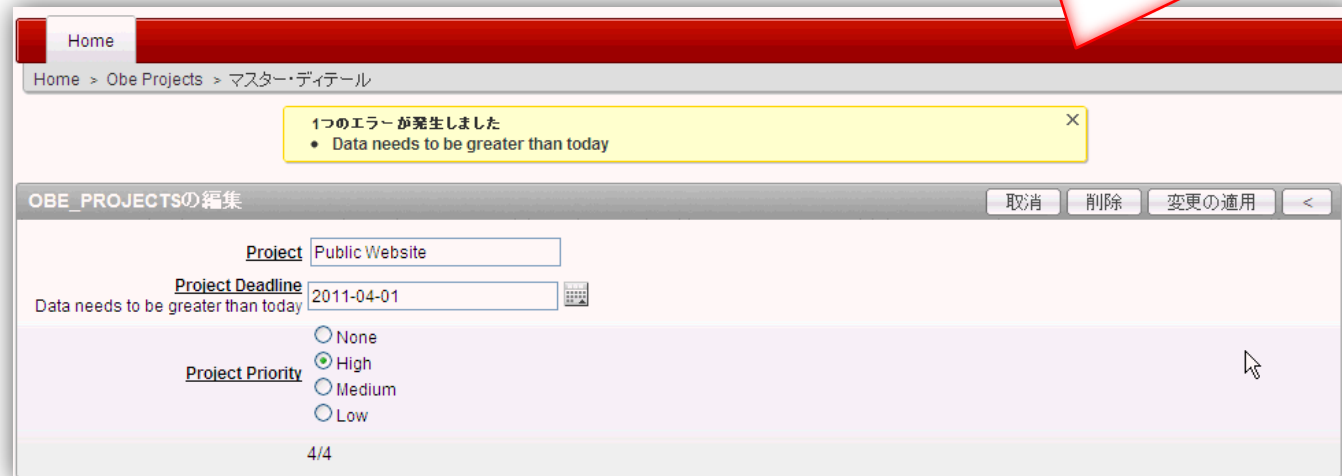 Home
Home > Obe Projects > マスター・ディテール
1つのエラーが発生しました
• Data needs to be greater than today
×
OBE_PROJECTSの編集
取消 削除 変更の適用 <
Project Public Website
Project Deadline
Data needs to be greater than today 2011-04-01
None
Project Priority
High
Medium
Low
4/4